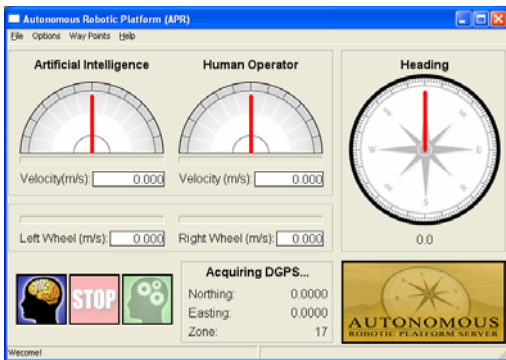 Autonomous Robotic Platform (APR)
File Options Way Points Help
Artificial Intelligence
Human Operator
Heading
W E
S
Velocity(m/s): 0.000
Velocity (m/s): 0.000
Left Wheel (m/s): 0.000
Right Wheel (m/s): 0.000
0.0
STOP
Acquiring DGPS...
Northing: 0.0000
Easting: 0.0000
Zone: 17
AUTONOMOUS
ROBOTIC PLATFORM SERVER
Wecome!